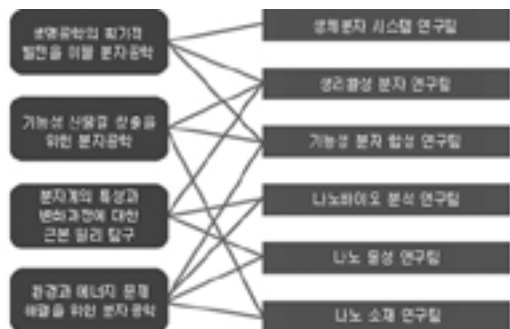 생명공학의 획기적
발전을 이룰 분자공학
기능성 신물질 창출을
위한 분자공학
분자계의 특성과
변화과정에 대한
근본 원리 탐구
환경과 에너지 문제
해결을 위한 분자공학
생체분자 시스템 연구팀
생리활성 분자 연구팀
기능성 분자 합성 연구팀
나노바이오 분석 연구팀
나노 물성 연구팀
나노 소재 연구팀